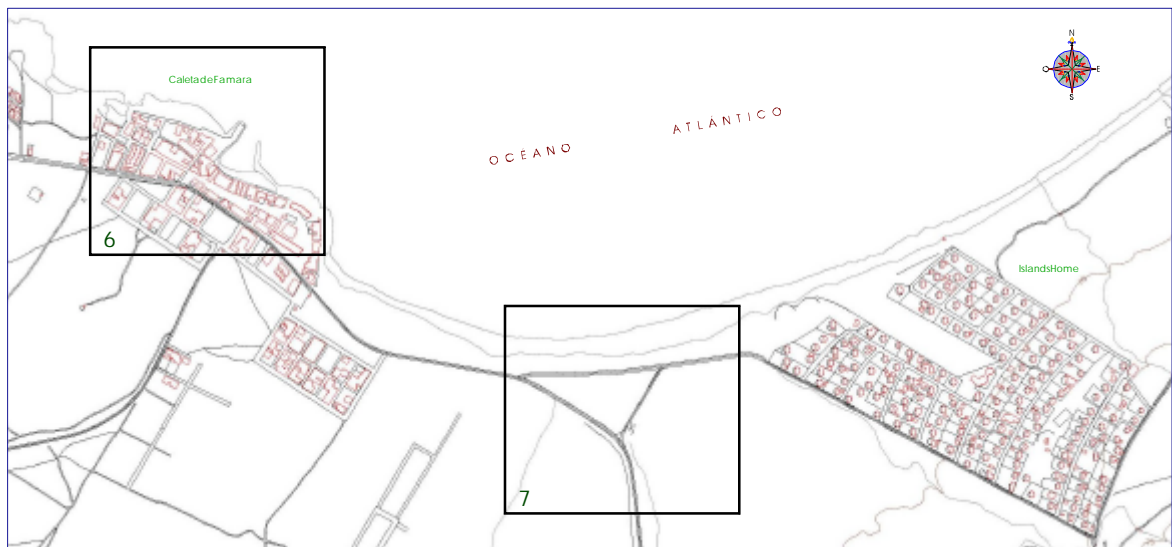 N
O E
S
CaletadeFamara
OCÉANO ATLÁNTICO
6
IslandsHome
7